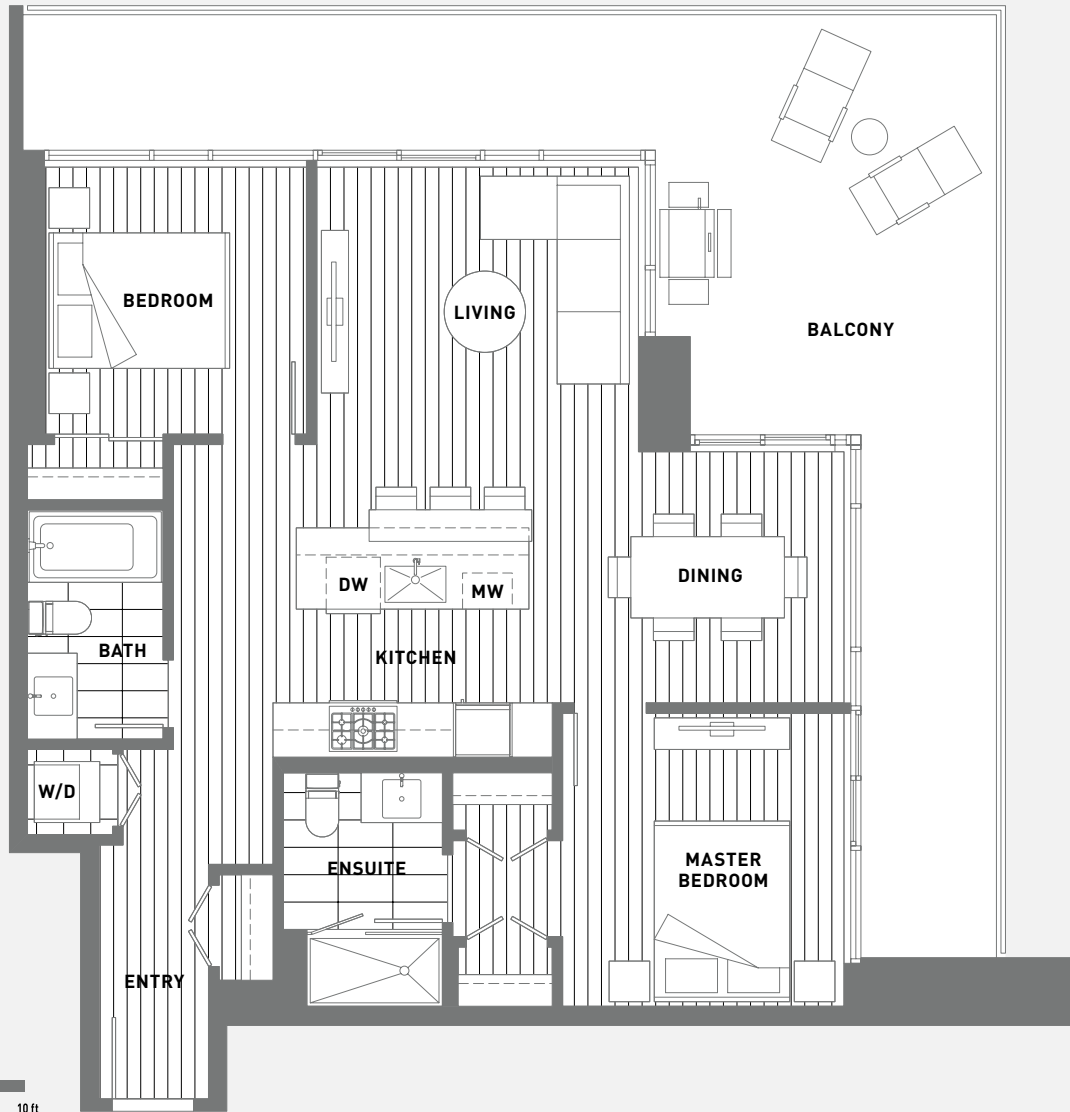 BEDROOM
LIVING
BALCONY
DW
MW
DINING
BATH
KITCHEN
W/D
ENSUITE
MASTER
BEDROOM
ENTRY
10 ft